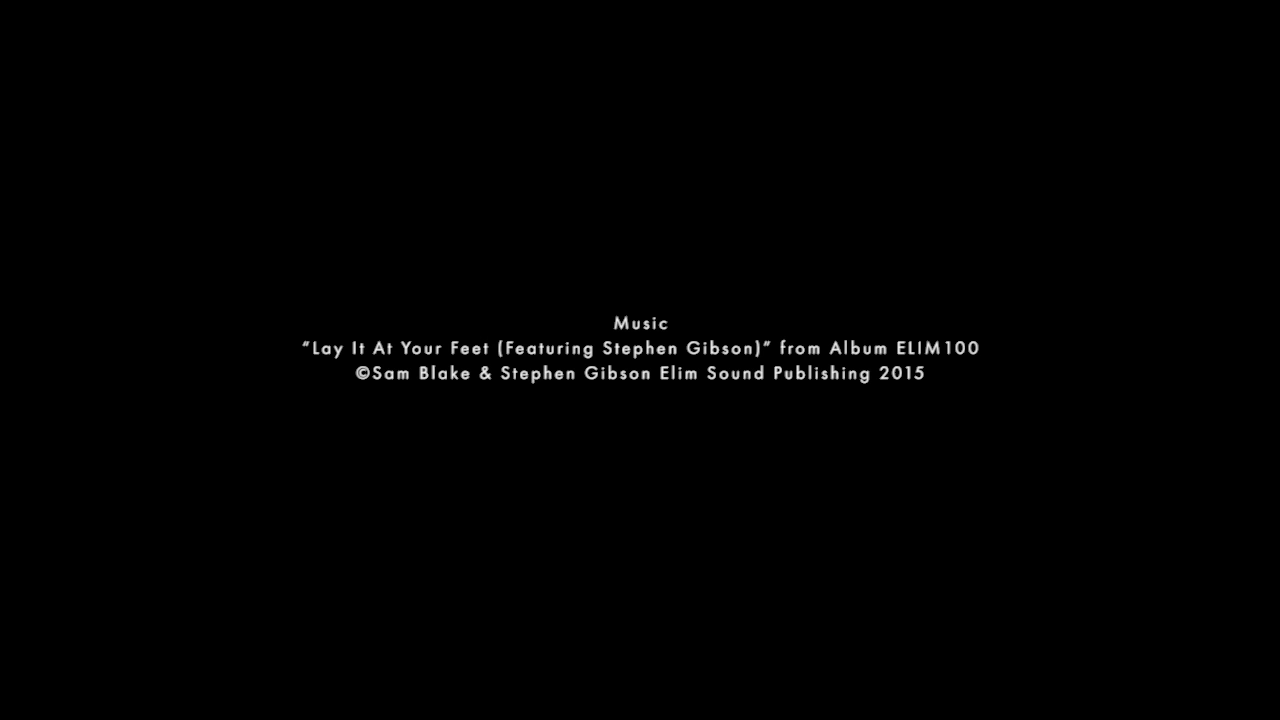 Music
“Lay It At Your Feet (Featuring Stephen Gibson)” from Album ELIM100
©Sam Blake & Stephen Gibson Elim Sound Publishing 2015